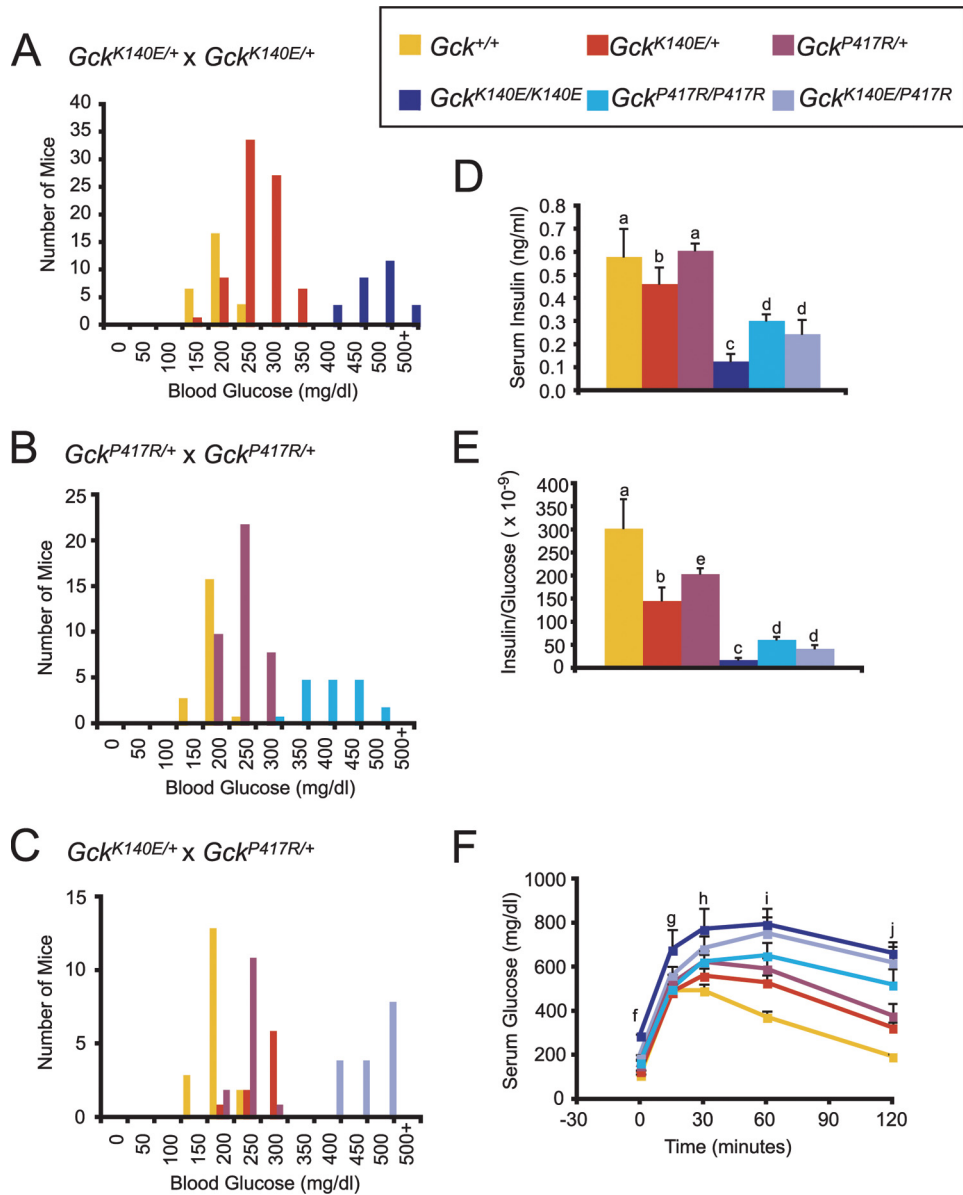 A
Gck^K140E/+ x Gck^K140E/+
Gck^+/+
Gck^K140E/+
Gck^P417R/+
Gck^K140E/K140E
Gck^P417R/P417R
Gck^K140E/P417R
Number of Mice
40
35
30
25
20
15
10
5
0
0
50
100
150
200
250
300
350
400
450
500
500+
Blood Glucose (mg/dl)
D
Serum Insulin (ng/ml)
0.8
0.7
0.6
0.5
0.4
0.3
0.2
0.1
0.0
a
b
a
c
d
d
B
Gck^P417R/+ x Gck^P417R/+
Number of Mice
25
20
15
10
5
0
0
50
100
150
200
250
300
350
400
450
500
500+
Blood Glucose (mg/dl)
E
Insulin/Glucose ( x 10^-9)
400
350
300
250
200
150
100
50
0
a
b
e
c
d
d
C
Gck^K140E/+ x Gck^P417R/+
Number of Mice
15
10
5
0
0
50
100
150
200
250
300
350
400
450
500
500+
Blood Glucose (mg/dl)
F
Serum Glucose (mg/dl)
1000
800
600
400
200
0
f
g
h
i
j
-30
0
30
60
90
120
Time (minutes)